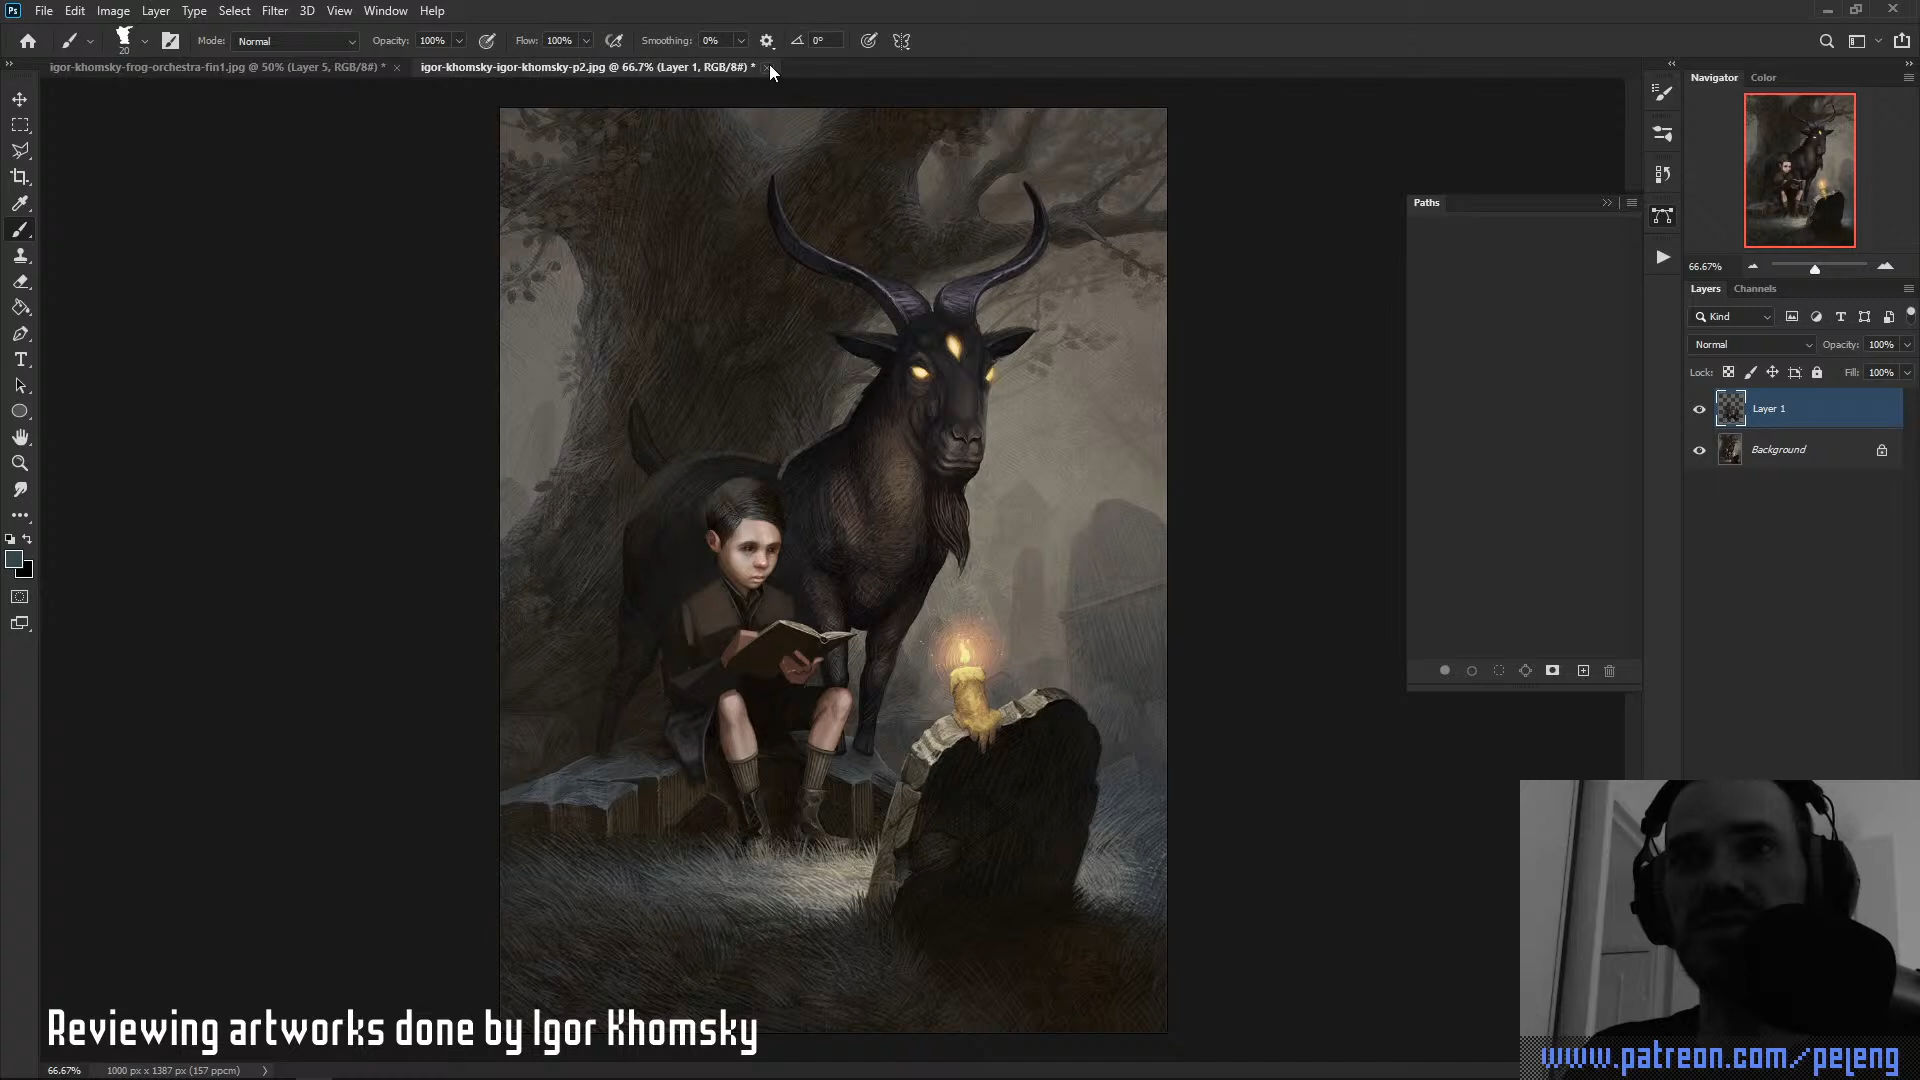 Ps File Edit Image Layer Type Select Filter 3D View Window Help
20 Mode: Normal Opacity: 100% Flow: 100% Smoothing: 0% 0°
igor-khomsky-frog-orchestra-fin1.jpg @ 50% (Layer 5, RGB/8#) * igor-khomsky-igor-khomsky-p2.jpg @ 66.7% (Layer 1, RGB/8#) *
Navigator Color
Paths
66.67%
Layers Channels
Kind
Normal Opacity: 100%
Lock: Fill: 100%
Layer 1
Background
Reviewing artworks done by Igor Khomsky
www.patreon.com/peleng
66.67% 1000 px x 1387 px (157 ppcm)